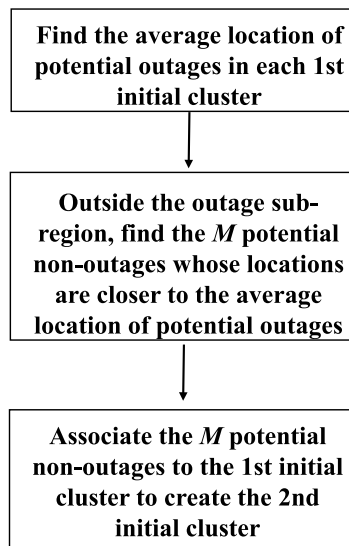 Find the average location of
potential outages in each 1st
initial cluster
Outside the outage sub-
region, find the M potential
non-outages whose locations
are closer to the average
location of potential outages
Associate the M potential
non-outages to the 1st initial
cluster to create the 2nd
initial cluster